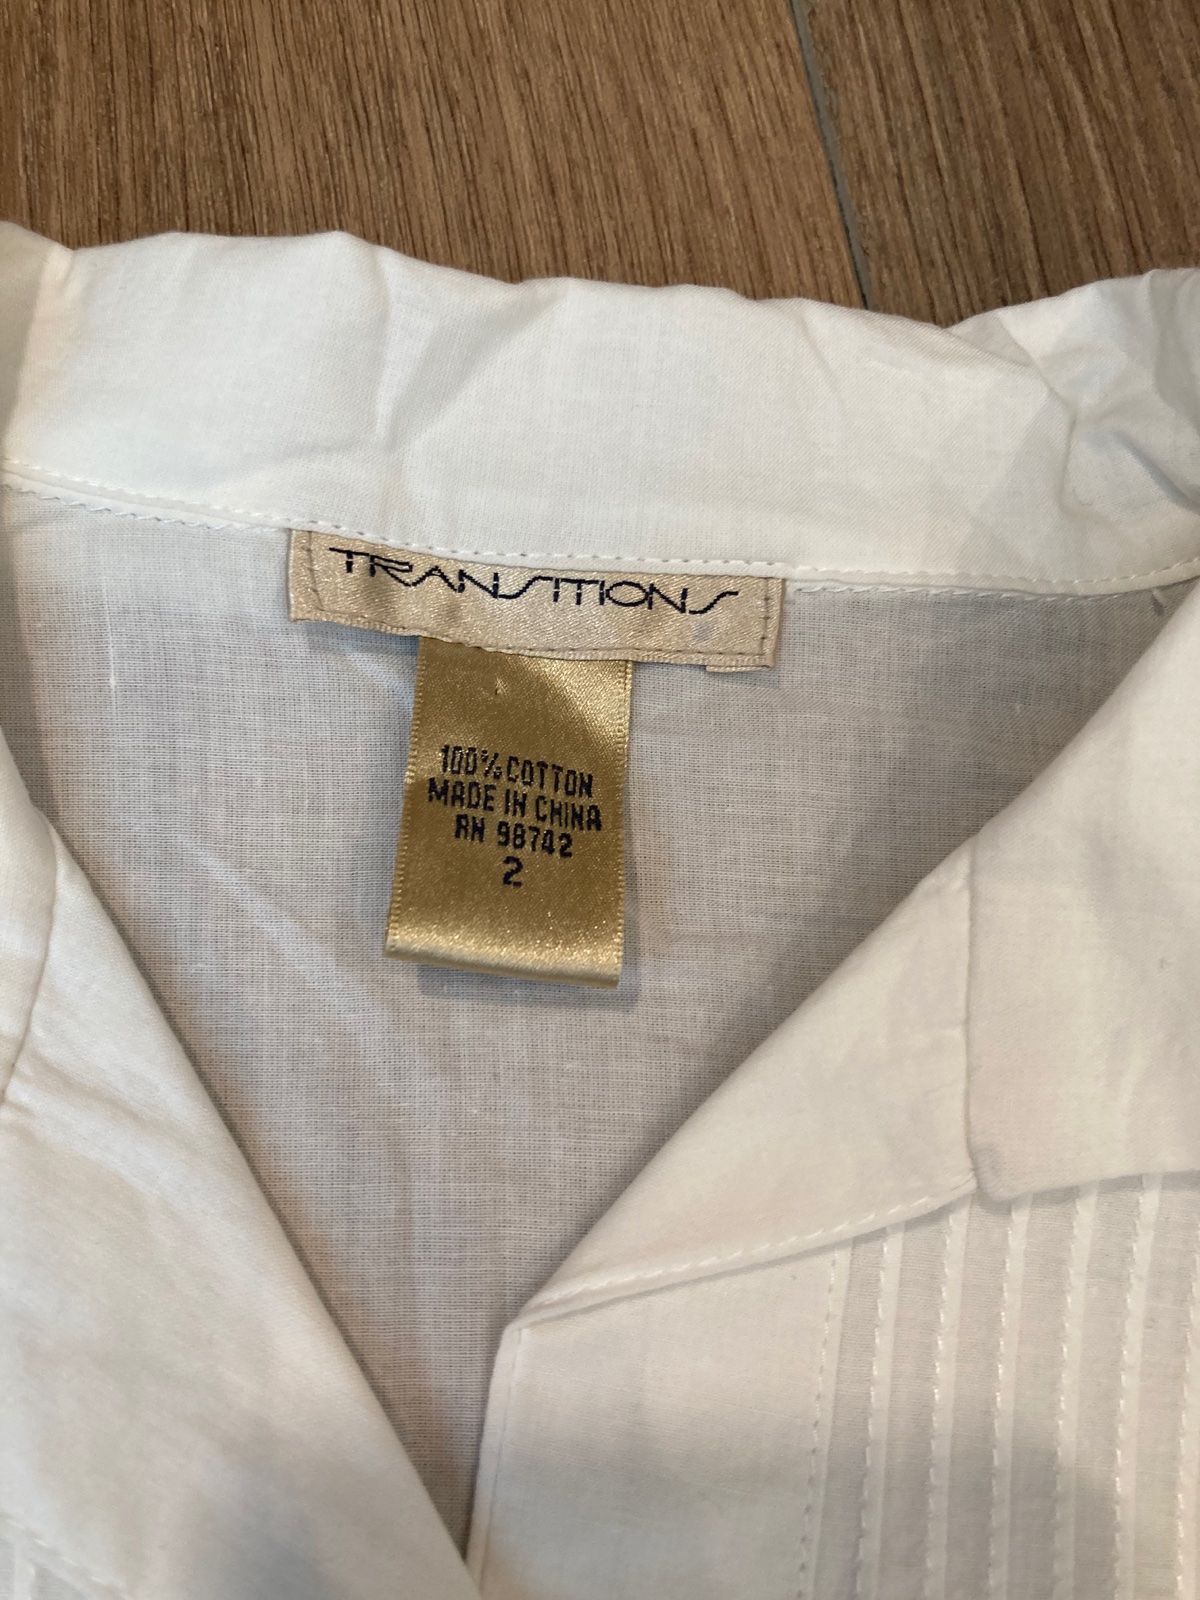 TRANSITIONS
100% COTTON
MADE IN CHINA
RN 98742
2